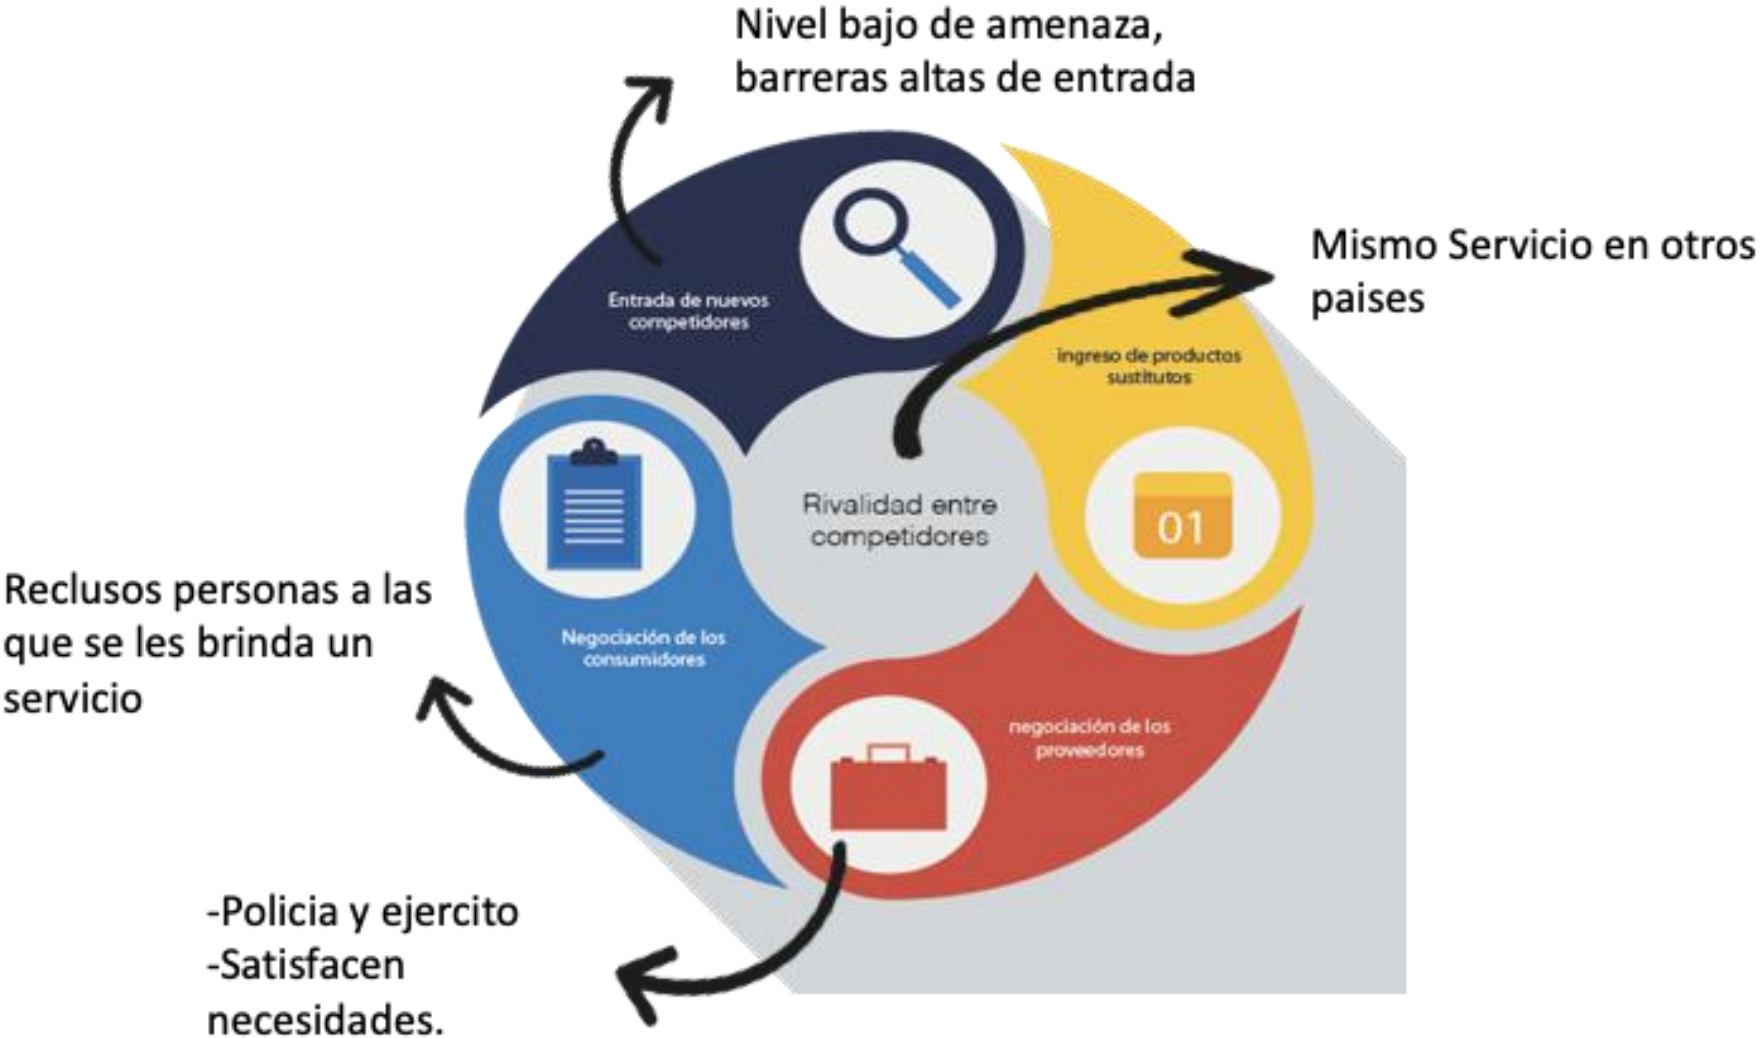 Nivel bajo de amenaza,
barreras altas de entrada
Mismo Servicio en otros
paises
Entrada de nuevos
competidores
ingreso de productos
sustitutos
01
Rivalidad entre
competidores
Reclusos personas a las
que se les brinda un
servicio
Negociación de los
consumidores
negociación de los
proveedores
-Policia y ejercito
-Satisfacen
necesidades.